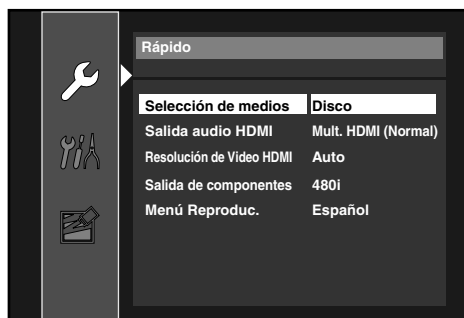 Rápido
Selección de medios Disco
Salida audio HDMI Mult. HDMI (Normal)
Resolución de Video HDMI Auto
Salida de componentes 480i
Menú Reproduc. Español